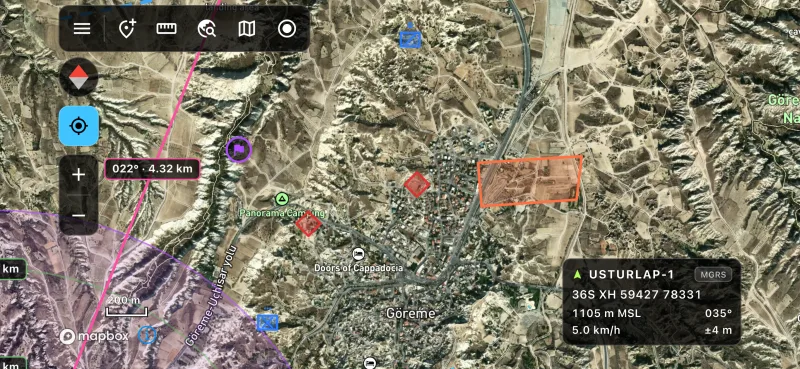 022° · 4.32 km
Panorama Camping
Göre
Na
km
Göreme-Uchisar yolu
Doors of Cappadocia
USTURLAP-1
MGRS
36S XH 59427 78331
1105 m MSL
035°
5.0 km/h
±4 m
200 m
Göreme
mapbox
km